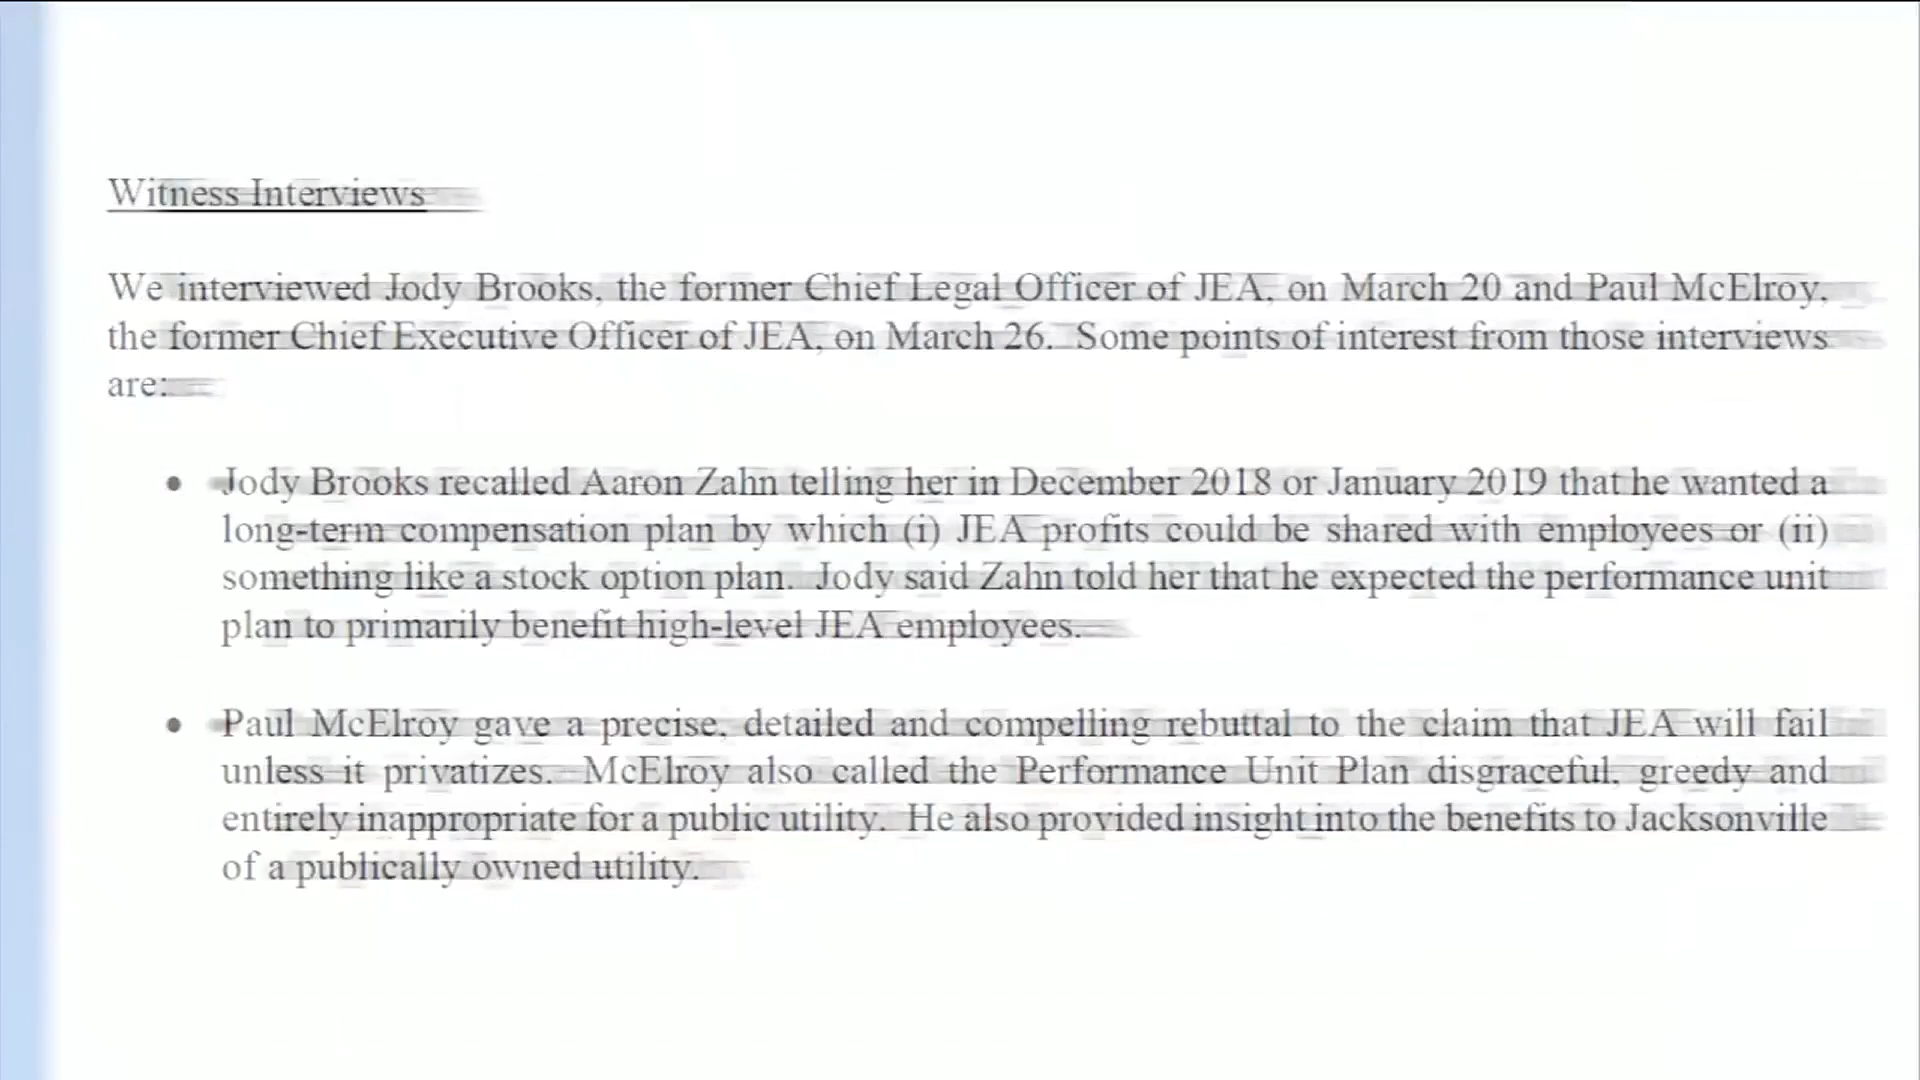 Witness Interviews
We interviewed Jody Brooks, the former Chief Legal Officer of JEA, on March 20 and Paul McElroy,
the former Chief Executive Officer of JEA, on March 26. Some points of interest from those interviews
are:
• Jody Brooks recalled Aaron Zahn telling her in December 2018 or January 2019 that he wanted a
long-term compensation plan by which (i) JEA profits could be shared with employees or (ii)
something like a stock option plan. Jody said Zahn told her that he expected the performance unit
plan to primarily benefit high-level JEA employees.
• Paul McElroy gave a precise, detailed and compelling rebuttal to the claim that JEA will fail
unless it privatizes. McElroy also called the Performance Unit Plan disgraceful, greedy and
entirely inappropriate for a public utility. He also provided insight into the benefits to Jacksonville
of a publically owned utility.